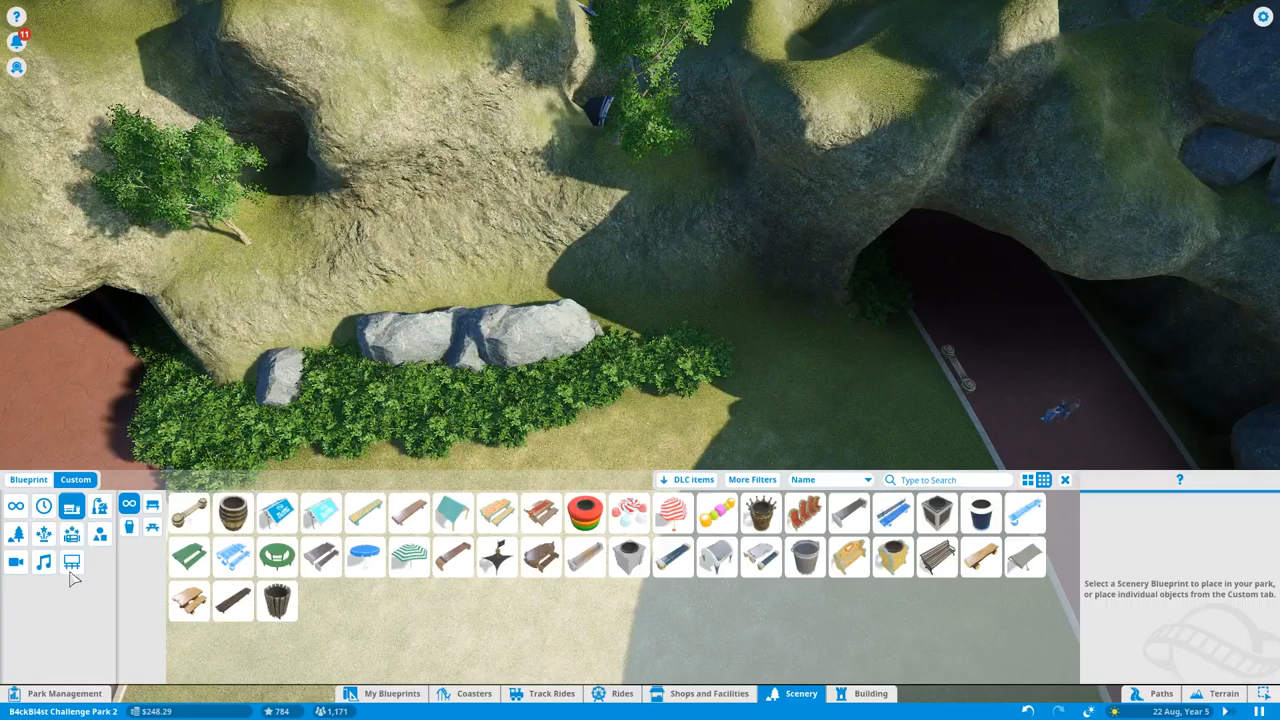 ?
11
Blueprint Custom DLC items More Filters Name Type to Search
?
Select a Scenery Blueprint to place in your park,
or place individual objects from the Custom tab.
Park Management My Blueprints Coasters Track Rides Rides Shops and Facilities Scenery Building Paths Terrain
B4ckBl4st Challenge Park 2 $248.29 784 1,171 22 Aug, Year 5